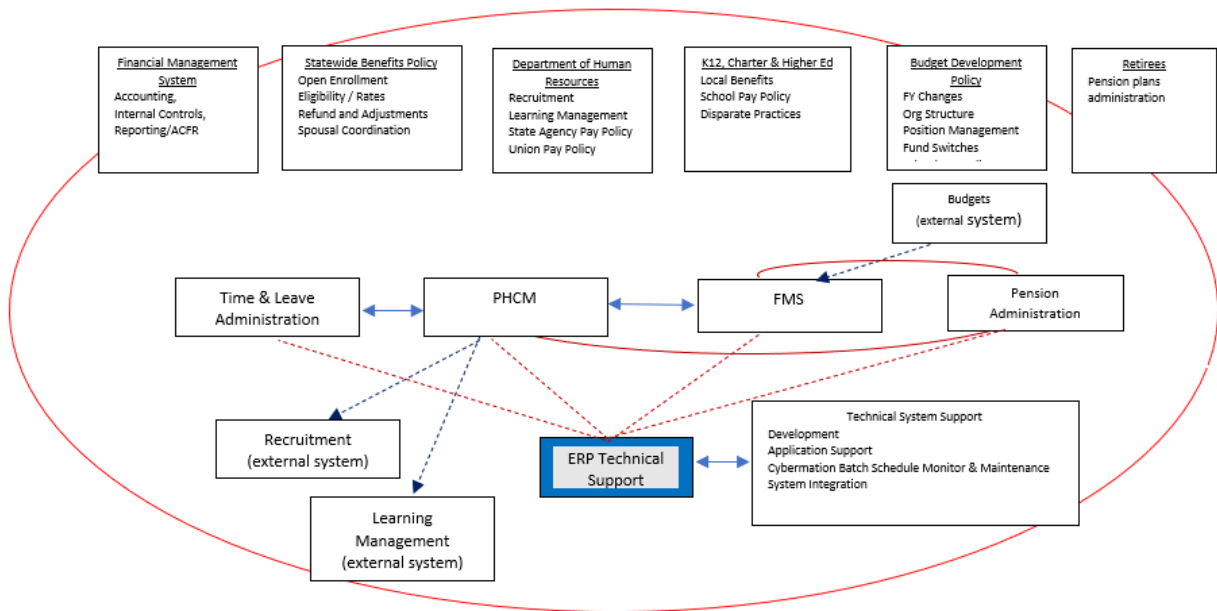 Financial Management
System
Accounting,
Internal Controls,
Reporting/ACFR
Statewide Benefits Policy
Open Enrollment
Eligibility / Rates
Refund and Adjustments
Spousal Coordination
Department of Human
Resources
Recruitment
Learning Management
State Agency Pay Policy
Union Pay Policy
K12, Charter & Higher Ed
Local Benefits
School Pay Policy
Disparate Practices
Budget Development
Policy
FY Changes
Org Structure
Position Management
Fund Switches
Retirees
Pension plans
administration
Budgets
(external system)
Time & Leave
Administration
PHCM
FMS
Pension
Administration
Recruitment
(external system)
ERP Technical
Support
Technical System Support
Development
Application Support
Cybermation Batch Schedule Monitor & Maintenance
System Integration
Learning
Management
(external system)